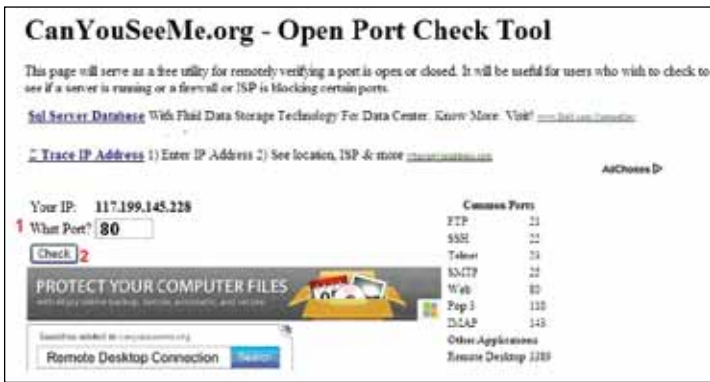 CanYouSeeMe.org - Open Port Check Tool
This page will serve as a free utility for remotely verifying a port is open or closed. It will be useful for users who wish to check to
see if a server is running or a firewall or ISP is blocking certain ports.
Sql Server Database With Fluid Data Storage Technology For Data Center. Know More. Visit!
Trace IP Address 1) Enter IP Address 2) See location, ISP & more
AdChoices
Your IP: 117.199.145.228
1 What Port? 80
Check 2
PROTECT YOUR COMPUTER FILES
Remote Desktop Connection Search
Common Ports
FTP 21
SSH 22
Telnet 23
SMTP 25
Web 80
Pop 3 110
IMAP 143
Other Applications
Remote Desktop 3389